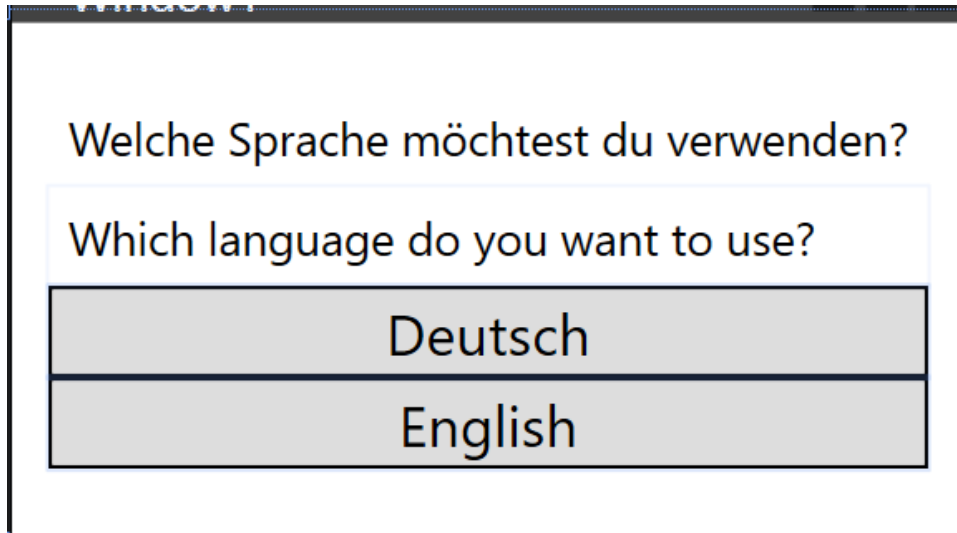 Welche Sprache möchtest du verwenden?
Which language do you want to use?
Deutsch
English